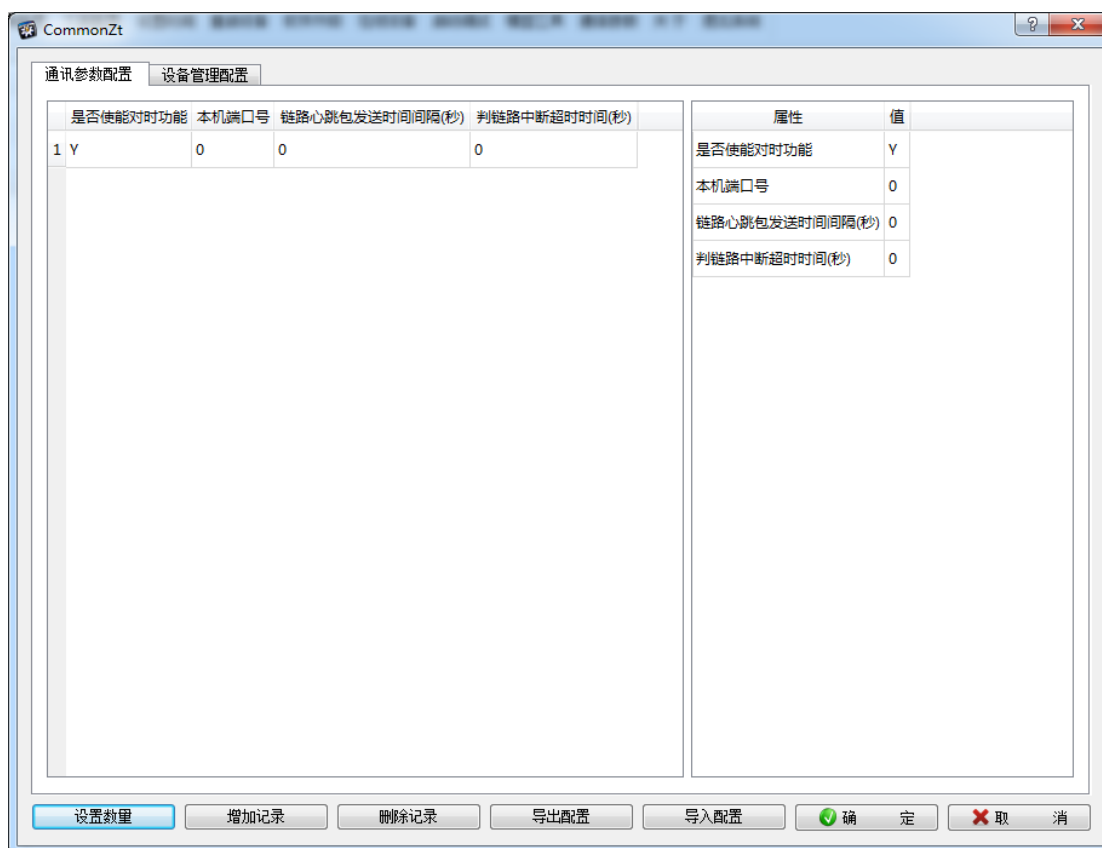 CommonZt
通讯参数配置 设备管理配置
是否使能对时功能 本机端口号 链路心跳包发送时间间隔(秒) 判链路中断超时时间(秒)
1 Y 0 0 0
属性 值
是否使能对时功能 Y
本机端口号 0
链路心跳包发送时间间隔(秒) 0
判链路中断超时时间(秒) 0
设置数量 增加记录 删除记录 导出配置 导入配置 确 定 取 消